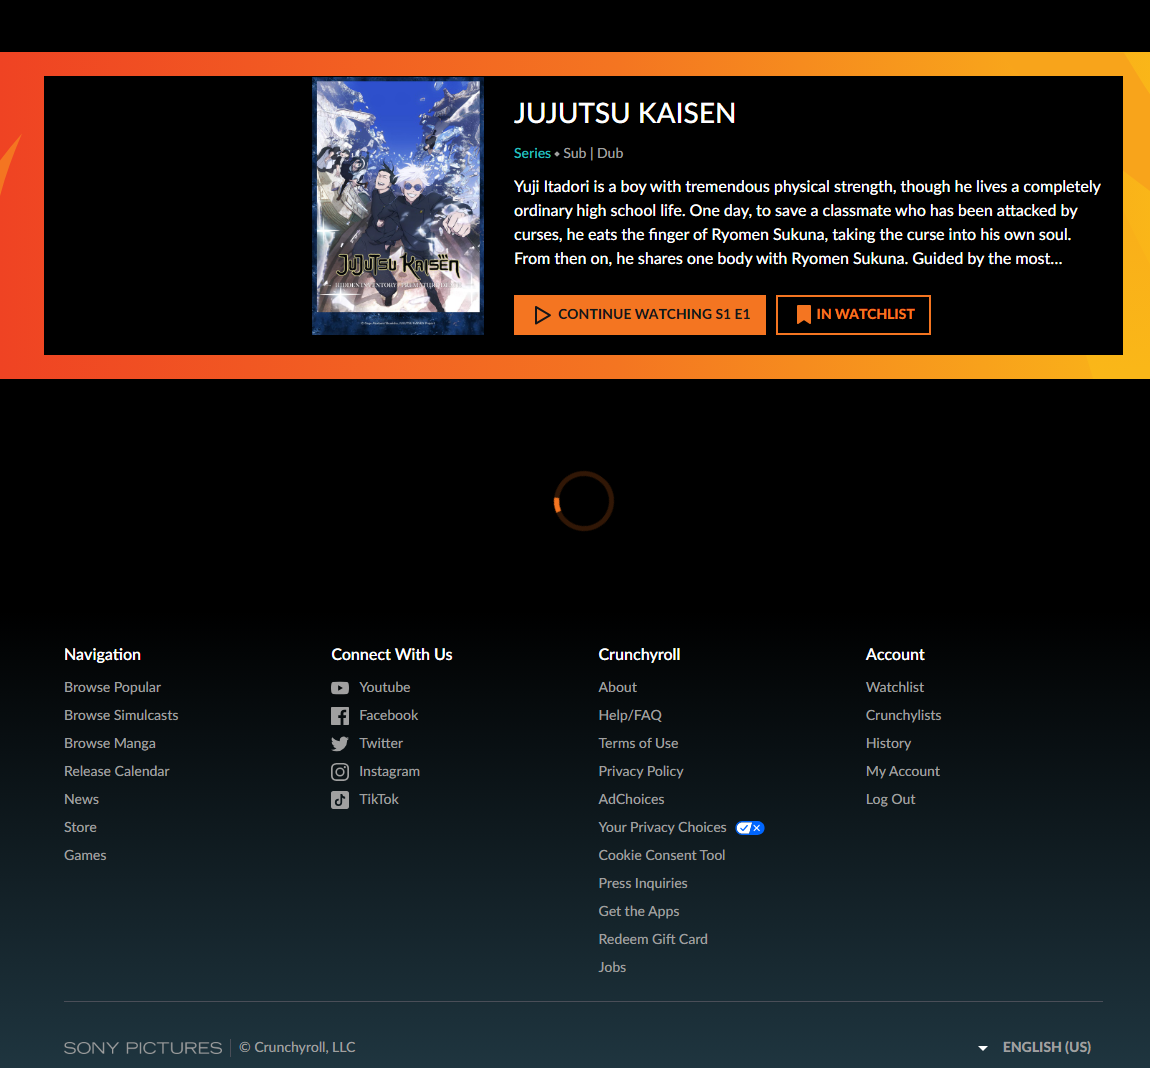 JUJUTSU KAISEN
Series • Sub | Dub
Yuji Itadori is a boy with tremendous physical strength, though he lives a completely
ordinary high school life. One day, to save a classmate who has been attacked by
curses, he eats the finger of Ryomen Sukuna, taking the curse into his own soul.
From then on, he shares one body with Ryomen Sukuna. Guided by the most...
JUJUTSU KAISEN
CONTINUE WATCHING S1 E1
IN WATCHLIST
Navigation
Browse Popular
Browse Simulcasts
Browse Manga
Release Calendar
News
Store
Games
Connect With Us
Youtube
Facebook
Twitter
Instagram
TikTok
Crunchyroll
About
Help/FAQ
Terms of Use
Privacy Policy
AdChoices
Your Privacy Choices
Cookie Consent Tool
Press Inquiries
Get the Apps
Redeem Gift Card
Jobs
Account
Watchlist
Crunchylists
History
My Account
Log Out
SONY PICTURES
© Crunchyroll, LLC
ENGLISH (US)